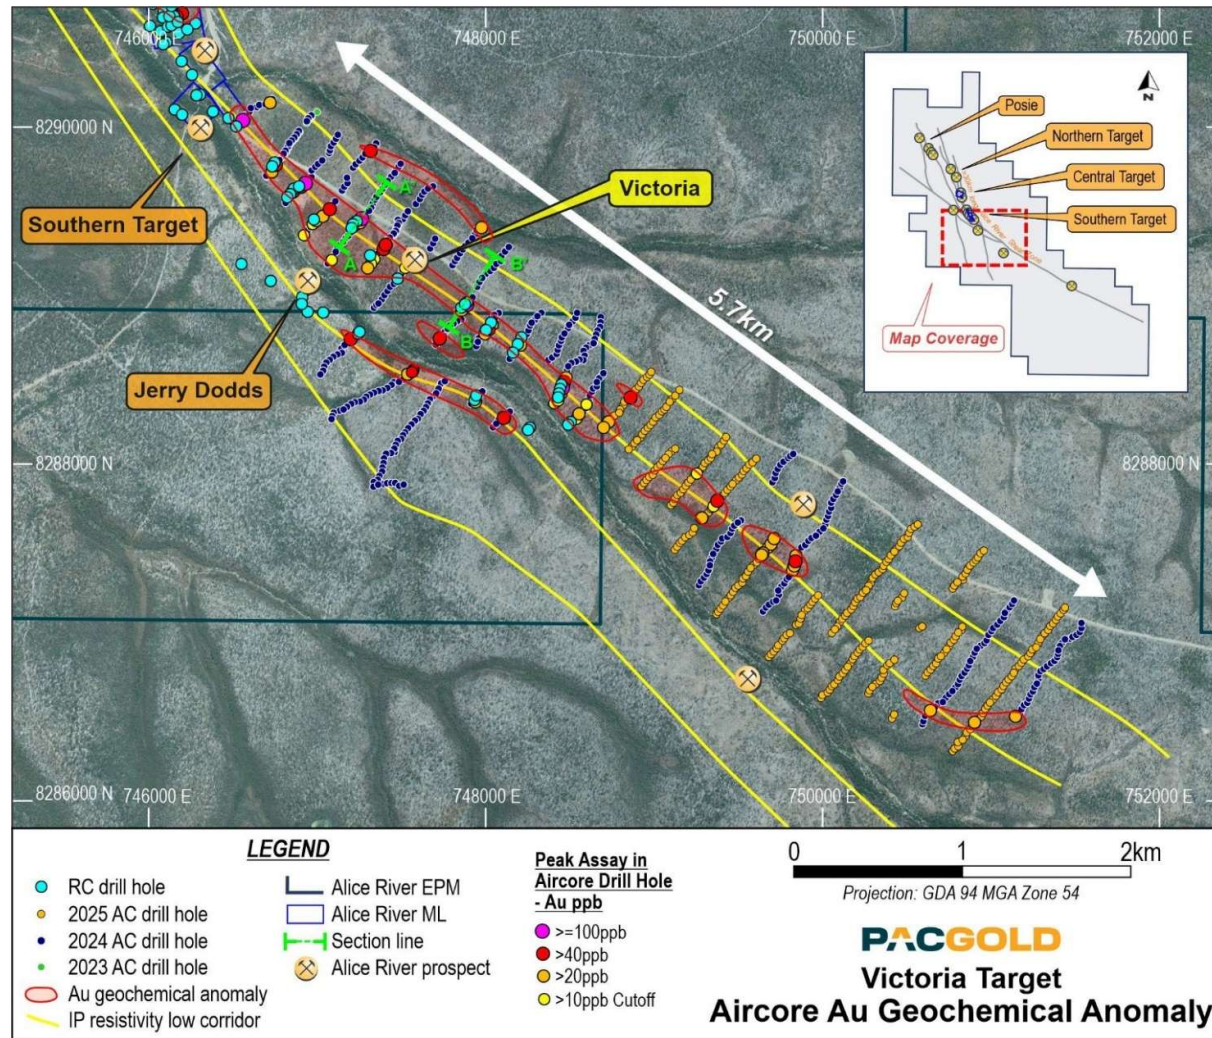 746000 E
748000 E
750000 E
752000 E
N
Posie
Northern Target
Central Target
Southern Target
Map Coverage
8290000 N
Victoria
Southern Target
A'
A
B'
B
5.7km
Jerry Dodds
8288000 N
8288000 N
8286000 N
746000 E
748000 E
750000 E
752000 E
LEGEND
RC drill hole
2025 AC drill hole
2024 AC drill hole
2023 AC drill hole
Au geochemical anomaly
IP resistivity low corridor
Alice River EPM
Alice River ML
Section line
Alice River prospect
Peak Assay in
Aircore Drill Hole
- Au ppb
>=100ppb
>40ppb
>20ppb
>10ppb Cutoff
0 1 2km
Projection: GDA 94 MGA Zone 54
PACGOLD
Victoria Target
Aircore Au Geochemical Anomaly